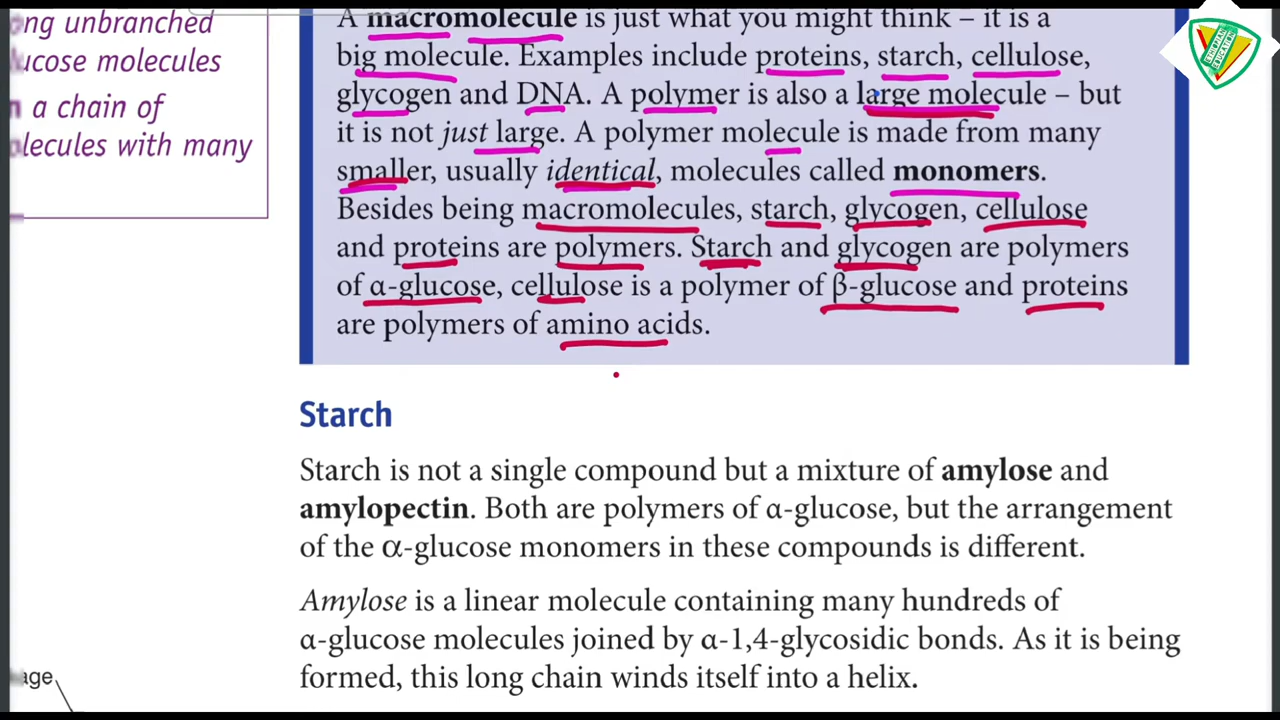 ong unbranched
ucose molecules
a chain of
lecules with many
A macromolecule is just what you might think – it is a
big molecule. Examples include proteins, starch, cellulose,
glycogen and DNA. A polymer is also a large molecule – but
it is not just large. A polymer molecule is made from many
smaller, usually identical, molecules called monomers.
Besides being macromolecules, starch, glycogen, cellulose
and proteins are polymers. Starch and glycogen are polymers
of α-glucose, cellulose is a polymer of β-glucose and proteins
are polymers of amino acids.
Starch
Starch is not a single compound but a mixture of amylose and
amylopectin. Both are polymers of α-glucose, but the arrangement
of the α-glucose monomers in these compounds is different.
Amylose is a linear molecule containing many hundreds of
α-glucose molecules joined by α-1,4-glycosidic bonds. As it is being
formed, this long chain winds itself into a helix.
age